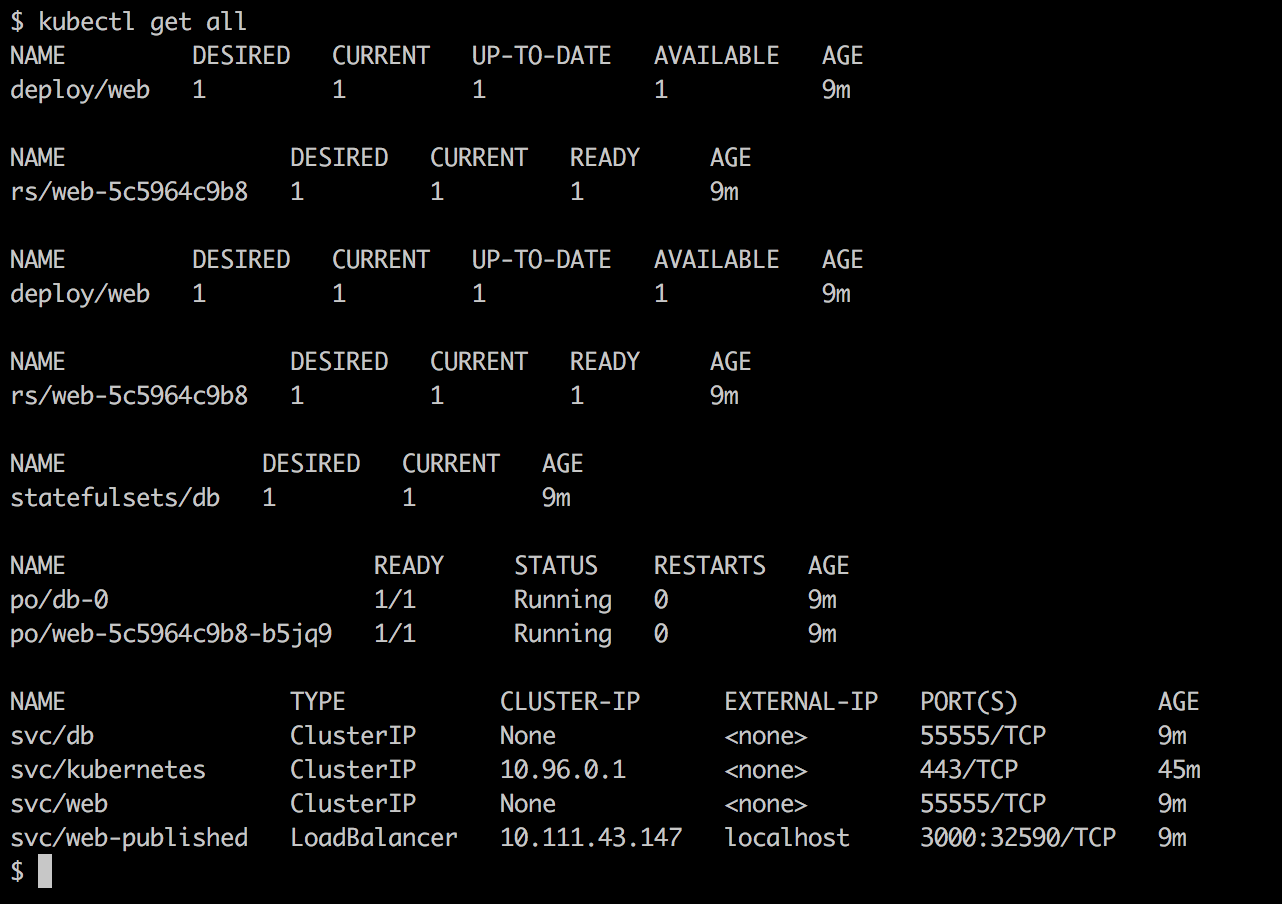 $ kubectl get all
NAME         DESIRED   CURRENT   UP-TO-DATE   AVAILABLE   AGE
deploy/web   1         1         1            1           9m

NAME                DESIRED   CURRENT   READY     AGE
rs/web-5c5964c9b8   1         1         1         9m

NAME         DESIRED   CURRENT   UP-TO-DATE   AVAILABLE   AGE
deploy/web   1         1         1            1           9m

NAME                DESIRED   CURRENT   READY     AGE
rs/web-5c5964c9b8   1         1         1         9m

NAME              DESIRED   CURRENT   AGE
statefulsets/db   1         1         9m

NAME                      READY     STATUS    RESTARTS   AGE
po/db-0                   1/1       Running   0          9m
po/web-5c5964c9b8-b5jq9   1/1       Running   0          9m

NAME                TYPE           CLUSTER-IP      EXTERNAL-IP   PORT(S)          AGE
svc/db              ClusterIP      None            <none>        55555/TCP        9m
svc/kubernetes      ClusterIP      10.96.0.1       <none>        443/TCP          45m
svc/web             ClusterIP      None            <none>        55555/TCP        9m
svc/web-published   LoadBalancer   10.111.43.147   localhost     3000:32590/TCP   9m
$